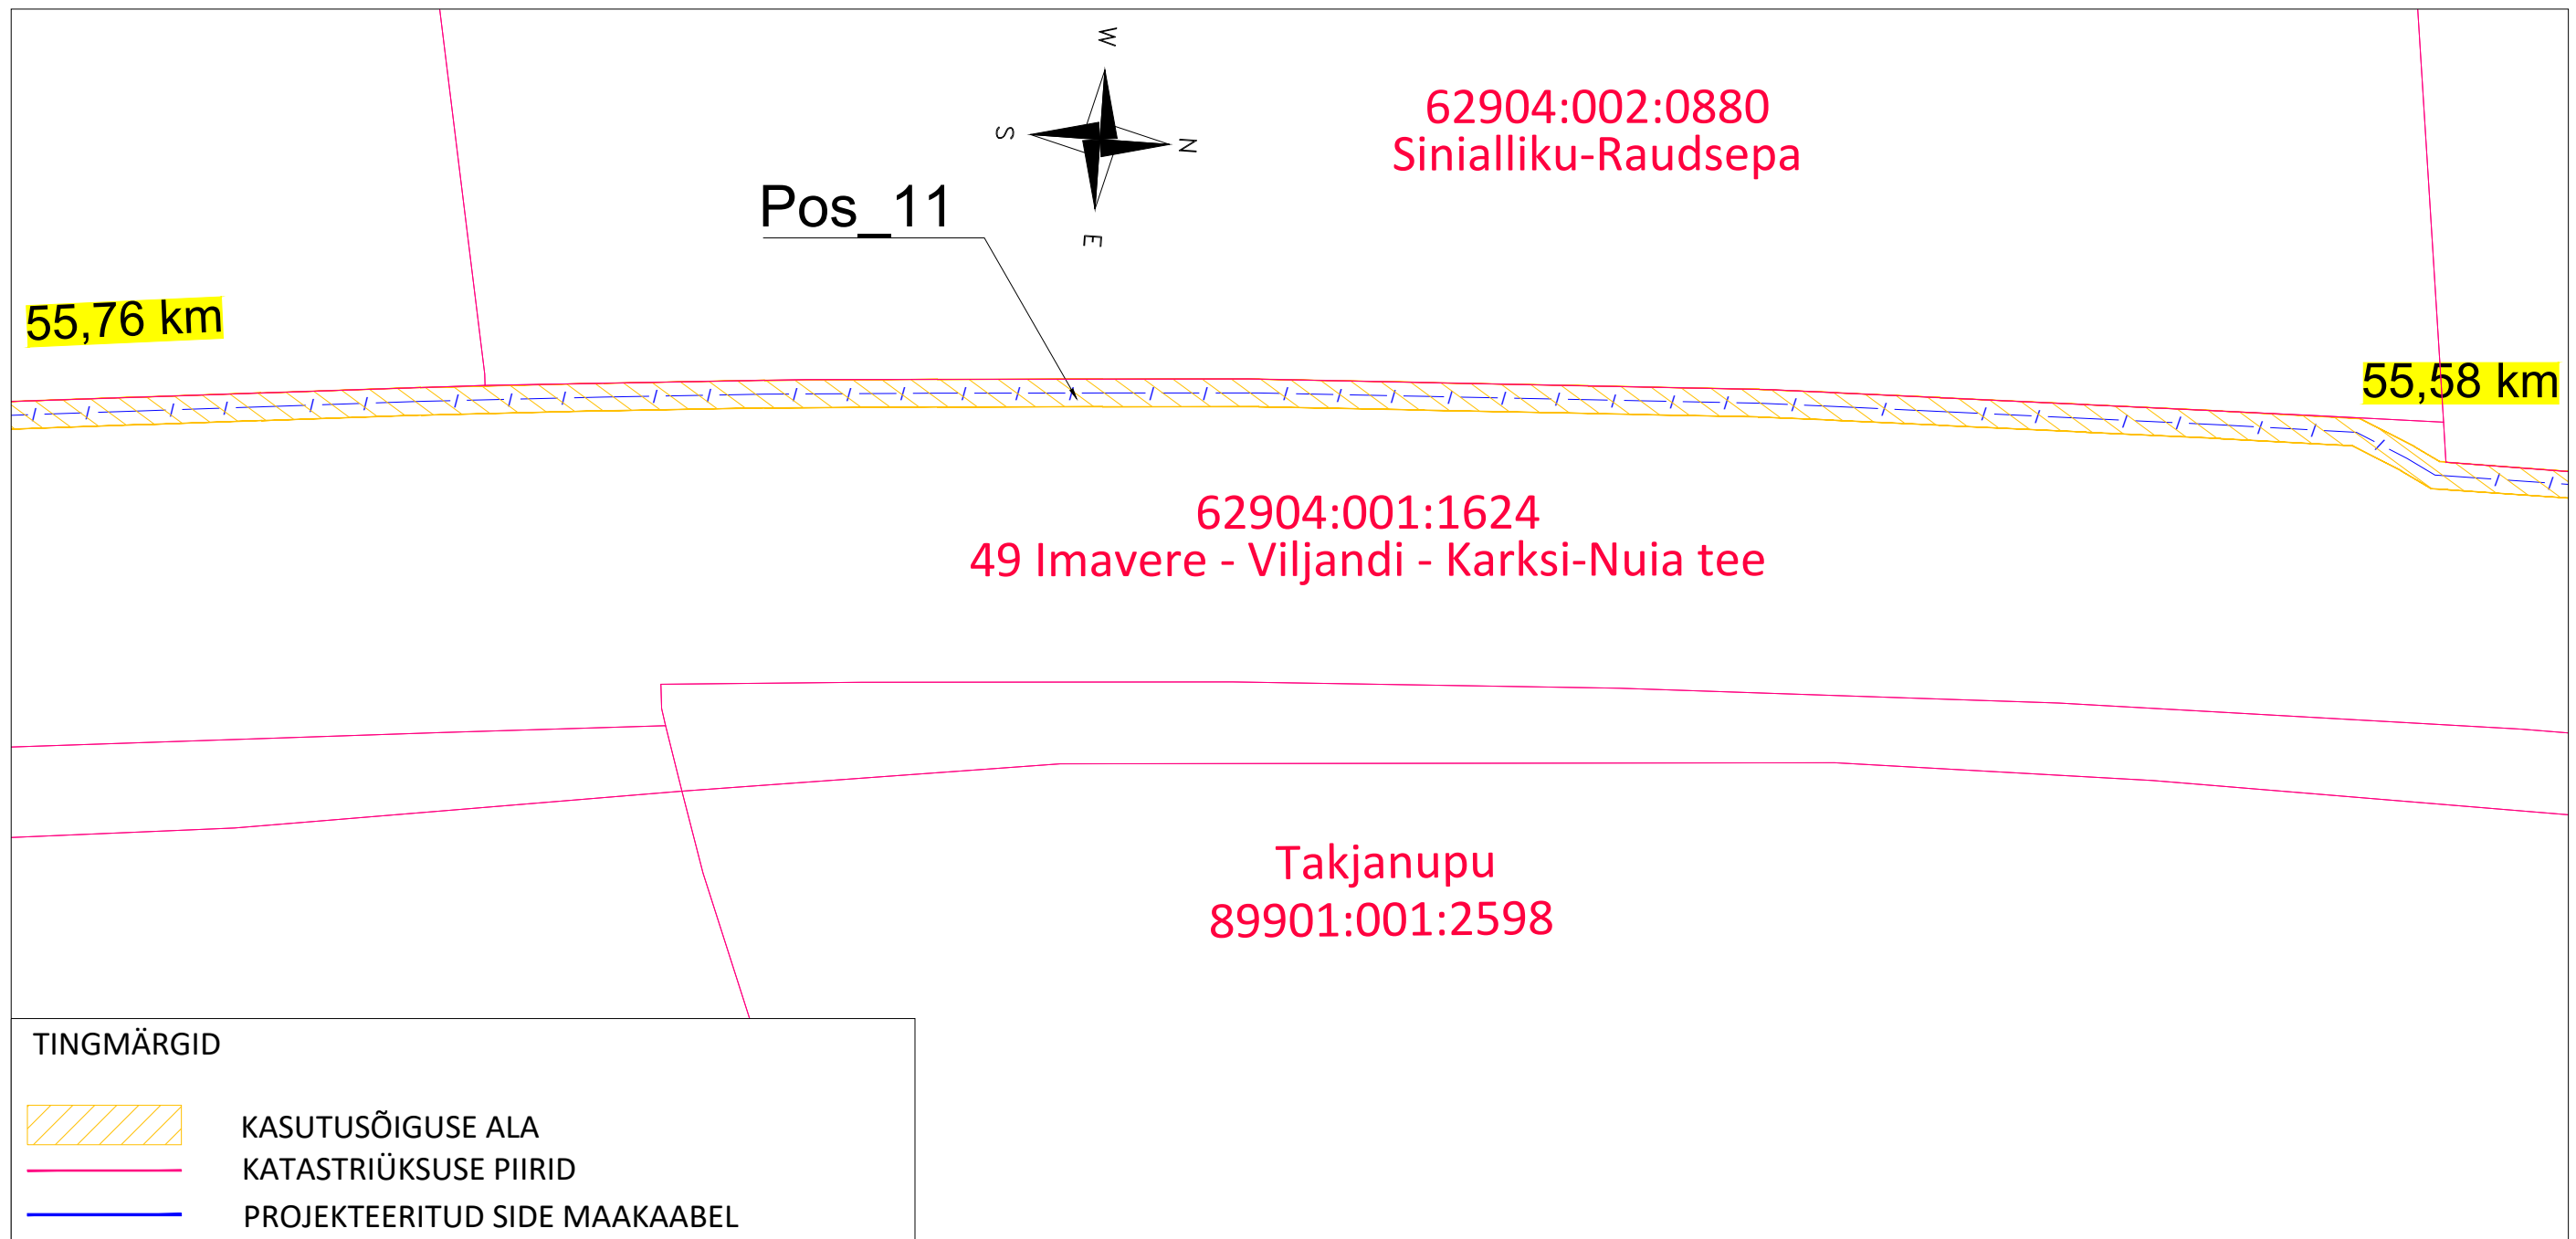 W
S
N
E
62904:002:0880
Sinialliku-Raudsepa
Pos_11
55,76 km
55,58 km
62904:001:1624
49 Imavere - Viljandi - Karksi-Nuia tee
Takjanupu
89901:001:2598
TINGMÄRGID
KASUTUSÕIGUSE ALA
KATASTRIÜKSUSE PIIRID
PROJEKTEERITUD SIDE MAAKAABEL